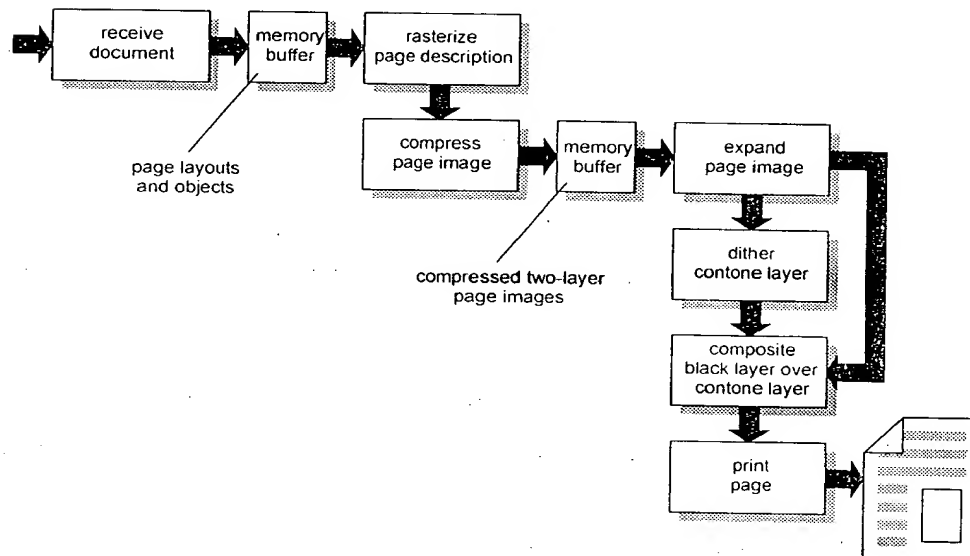 receive
document
memory
buffer
rasterize
page description
page layouts
and objects
compress
page image
memory
buffer
expand
page image
compressed two-layer
page images
dither
contone layer
composite
black layer over
contone layer
print
page